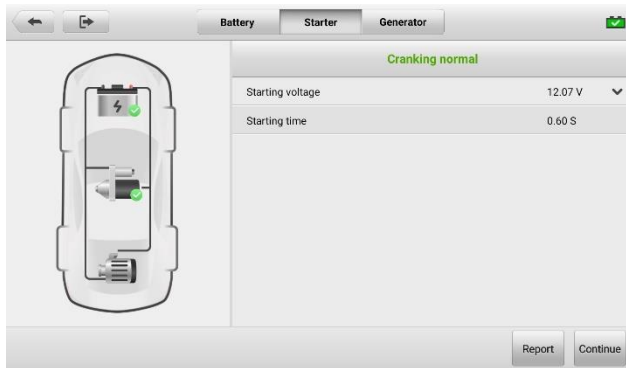 Battery Starter Generator
Cranking normal
Starting voltage 12.07 V
Starting time 0.60 S
Report Continue